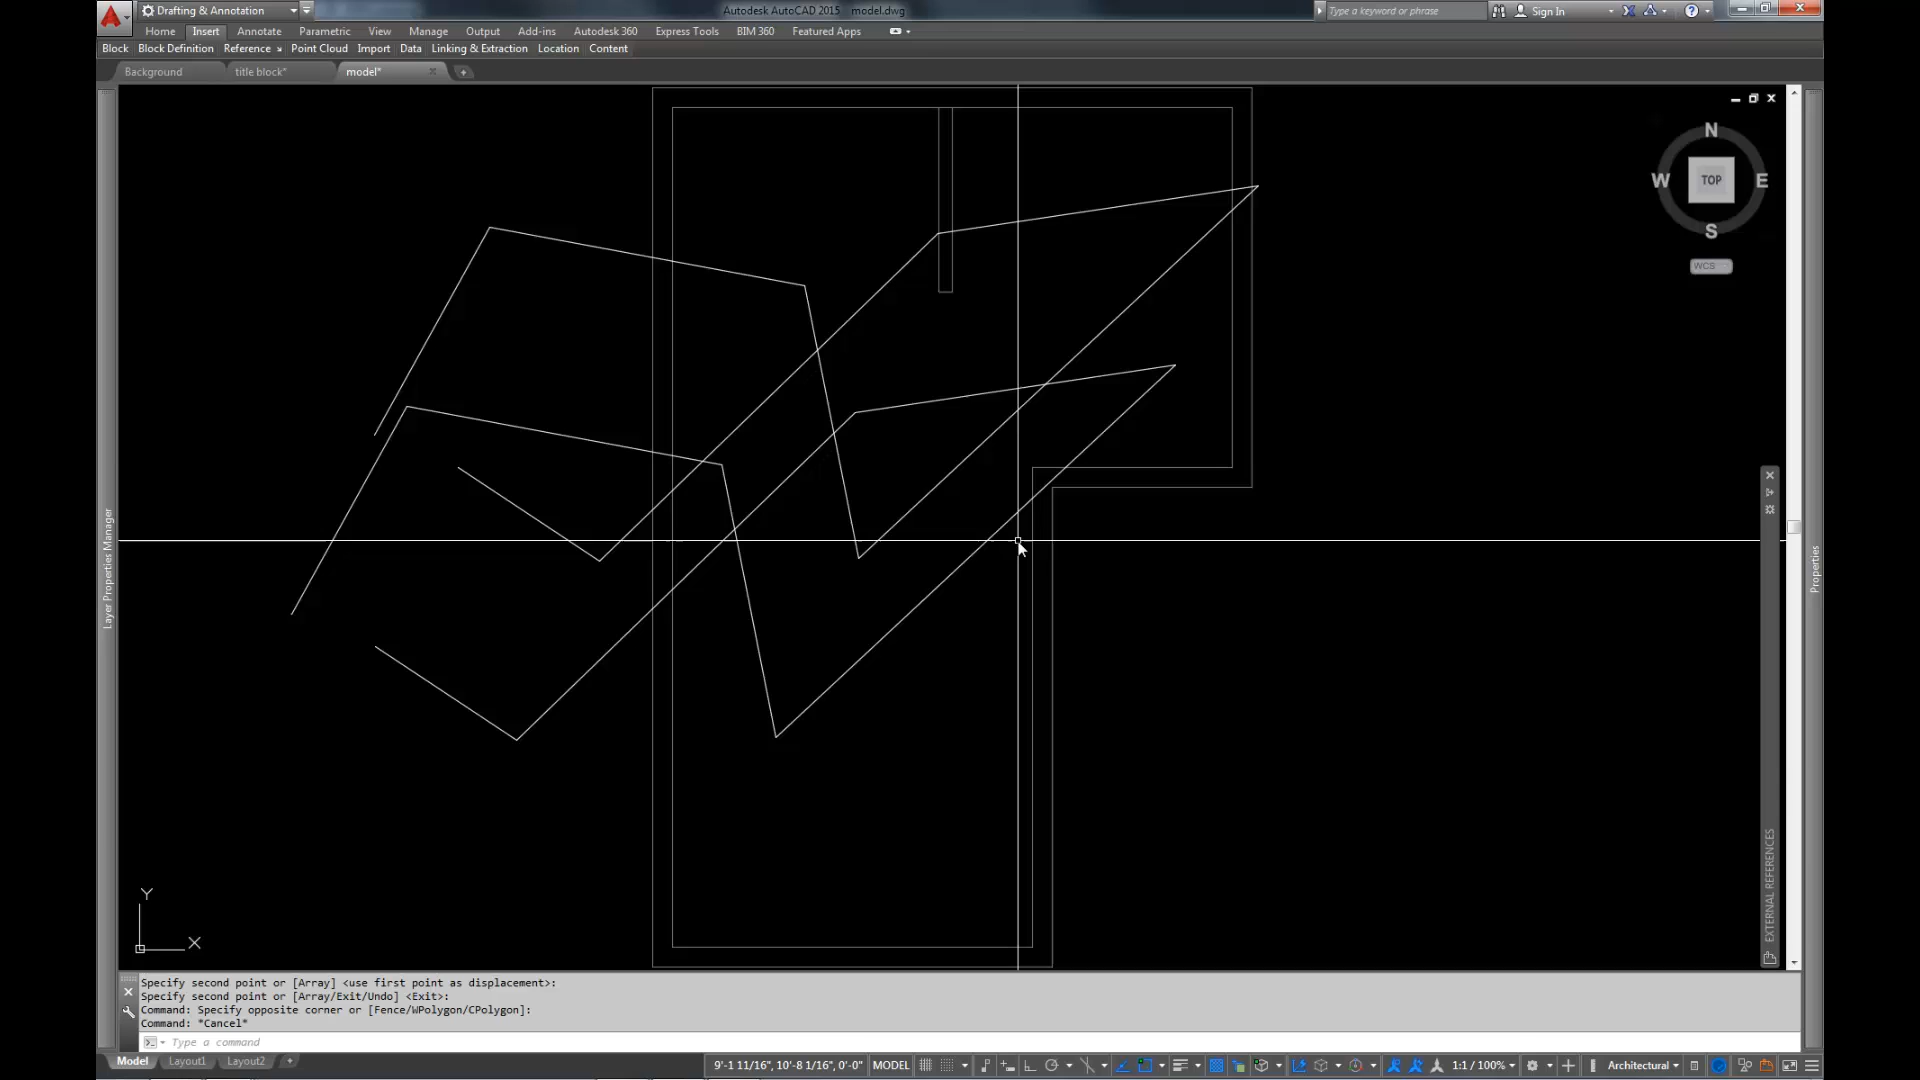 Drafting & Annotation
Autodesk AutoCAD 2015 model.dwg
Type a keyword or phrase
Sign In
Home Insert Annotate Parametric View Manage Output Add-ins Autodesk 360 Express Tools BIM 360 Featured Apps
Block Block Definition Reference Point Cloud Import Data Linking & Extraction Location Content
Background title block* model*
N
W TOP E
S
WCS
Layer Properties Manager
Properties
EXTERNAL REFERENCES
Y
X
Specify second point or [Array] <use first point as displacement>:
Specify second point or [Array/Exit/Undo] <Exit>:
Command: Specify opposite corner or [Fence/WPolygon/CPolygon]:
Command: *Cancel*
Type a command
Model Layout1 Layout2 +
9'-1 11/16", 10'-8 1/16", 0'-0" MODEL 1:1 / 100% Architectural